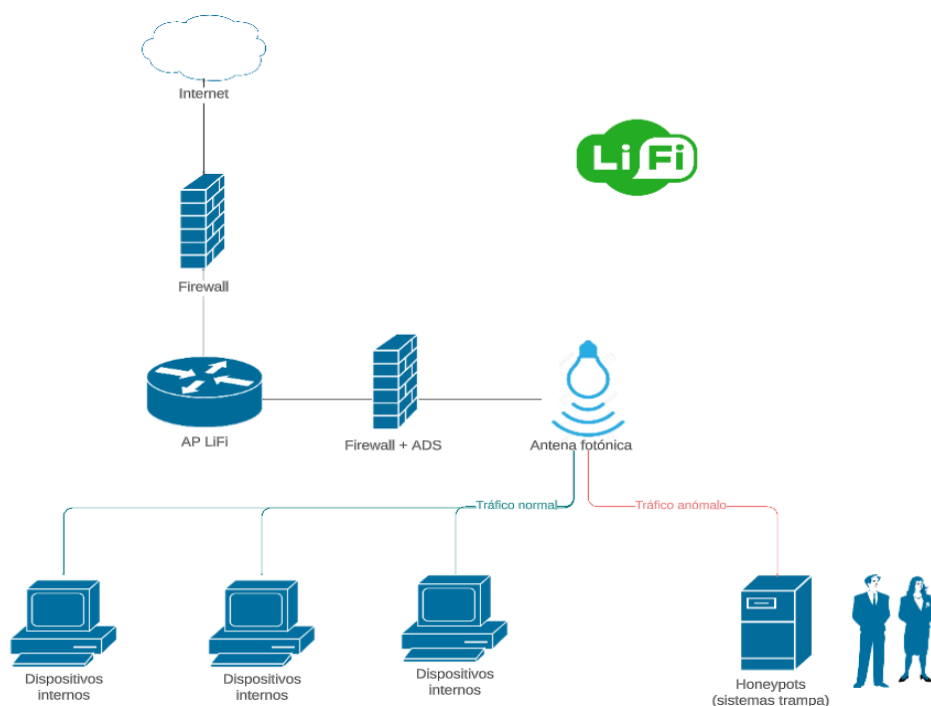 Internet
LiFi
Firewall
AP LiFi
Firewall + ADS
Antena fotónica
Tráfico normal
Tráfico anómalo
Dispositivos
internos
Dispositivos
internos
Dispositivos
internos
Honeypots
(sistemas trampa)